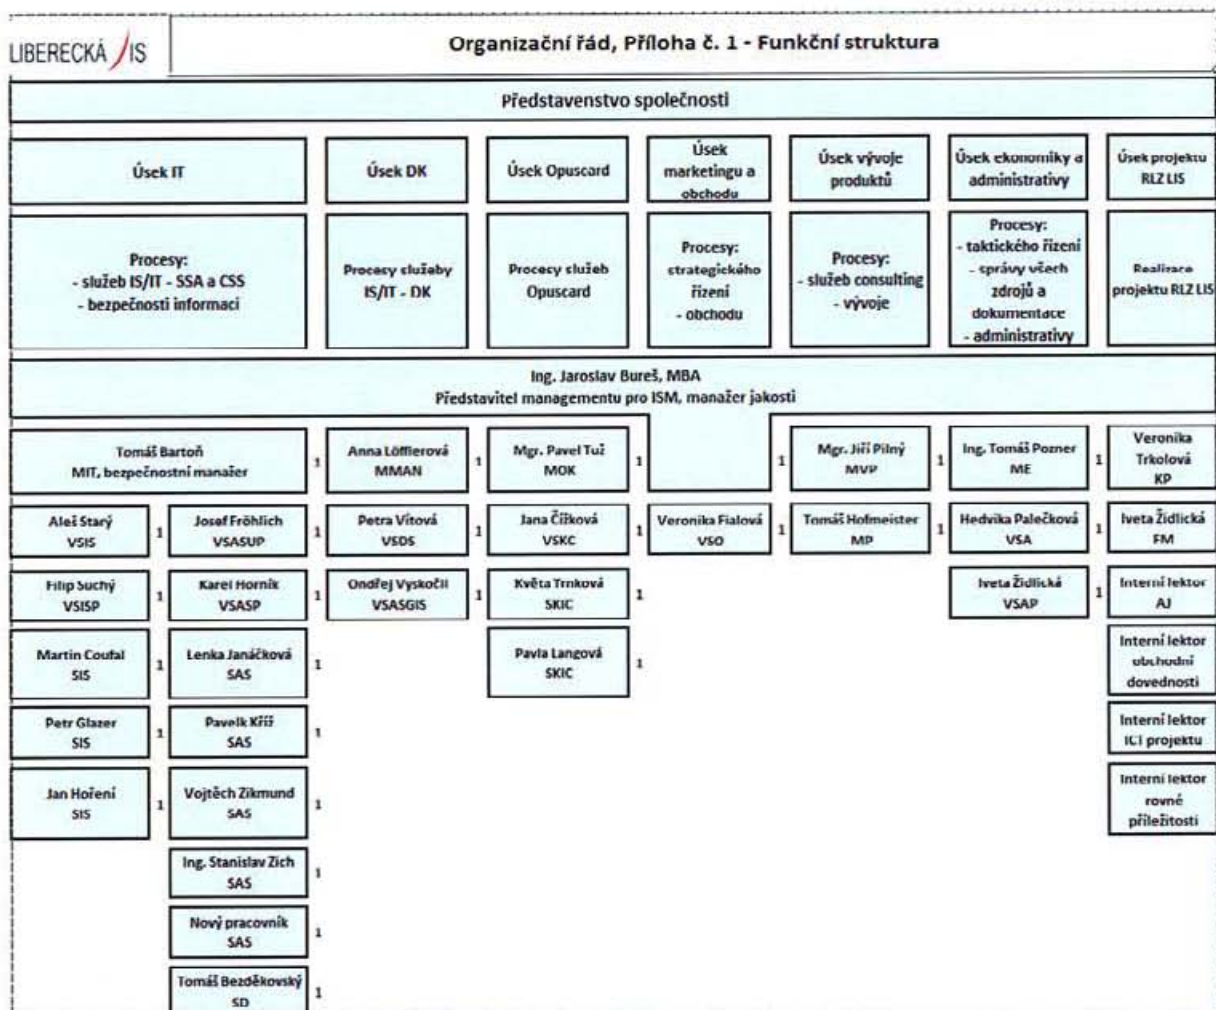 LIBERECKÁ IS
Organizační řád, Příloha č. 1 - Funkční struktura
Představenstvo společnosti
Úsek IT
Úsek DK
Úsek Opuscard
Úsek
marketingu a
obchodu
Úsek vývoje
produktů
Úsek ekonomiky a
administrativy
Úsek projektu
RLZ LIS
Procesy:
- služeb IS/IT - SSA a CSS
- bezpečnosti informací
Procesy služeby
IS/IT - DK
Procesy služeb
Opuscard
Procesy:
strategického
řízení
- obchodu
Procesy:
- služeb consulting
- vývoje
Procesy:
- taktického řízení
- správy všech
zdrojů a
dokumentace
- administrativy
Realizace
projektu RLZ LIS
Ing. Jaroslav Bureš, MBA
Představitel managementu pro ISM, manažer jakosti
Tomáš Bartoň
MIT, bezpečnostní manažer
1
Anna Löfflerová
MMAN
1
Mgr. Pavel Tuž
MOK
1
1
Mgr. Jiří Pilný
MVP
1
Ing. Tomáš Pozner
ME
1
Veronika
Trkolová
KP
Aleš Starý
VSIS
1
Josef Fröhlich
VSASUP
1
Petra Vítová
VSDS
1
Jana Čížková
VSKC
1
Veronika Fialová
VSO
1
Tomáš Hofmeister
MP
1
Hedvika Palečková
VSA
1
Iveta Židlická
FM
Filip Suchý
VSISP
1
Karel Horník
VSASP
1
Ondřej Vyskočil
VSASGIS
1
Květa Trnková
SKIC
1
Iveta Židlická
VSAP
1
Interní lektor
AJ
Martin Coufal
SIS
1
Lenka Janáčková
SAS
1
Pavla Langová
SKIC
1
Interní lektor
obchodní
dovednosti
Petr Glazer
SIS
1
Pavelk Kříž
SAS
1
Interní lektor
ICT projektu
Jan Hoření
SIS
1
Vojtěch Zikmund
SAS
1
Interní lektor
rovné
příležitosti
Ing. Stanislav Zich
SAS
1
Nový pracovník
SAS
1
Tomáš Bezděkovský
SD
1